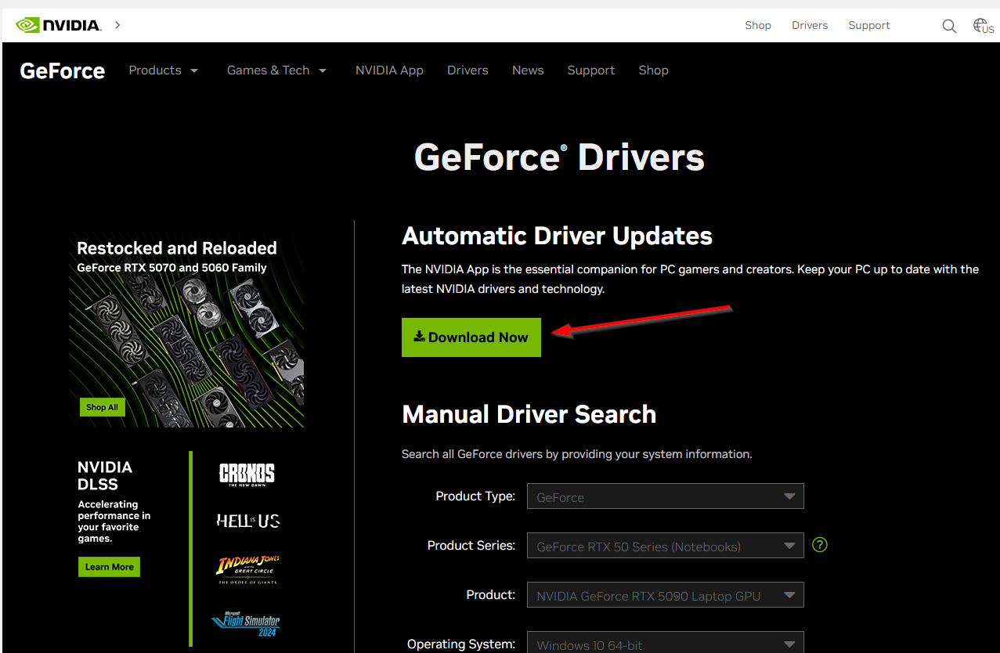 NVIDIA.
Shop
Drivers
Support
US
GeForce
Products
Games & Tech
NVIDIA App
Drivers
News
Support
Shop
GeForce® Drivers
Restocked and Reloaded
GeForce RTX 5070 and 5060 Family
Shop All
NVIDIA
DLSS
Accelerating
performance in
your favorite
games.
Learn More
CRONOS
THE NEW DAWN
HELL IS US
INDIANA JONES
AND THE
GREAT CIRCLE
THE ORDER OF GIANTS
Microsoft
Flight Simulator
2024
Automatic Driver Updates
The NVIDIA App is the essential companion for PC gamers and creators. Keep your PC up to date with the
latest NVIDIA drivers and technology.
Download Now
Manual Driver Search
Search all GeForce drivers by providing your system information.
Product Type: GeForce
Product Series: GeForce RTX 50 Series (Notebooks) ?
Product: NVIDIA GeForce RTX 5090 Laptop GPU
Operating System: Windows 10 64-bit